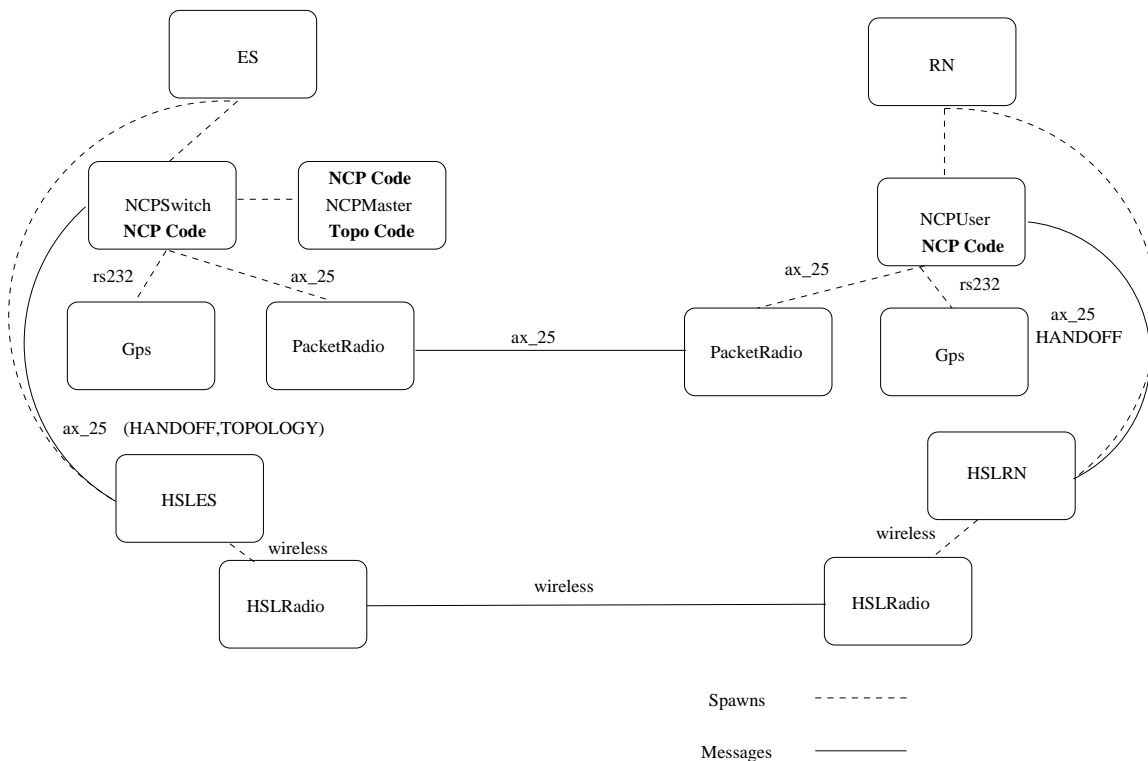 ES
RN
NCPSwitch
NCP Code
NCP Code
NCPMaster
Topo Code
NCPUser
NCP Code
rs232
ax_25
ax_25
rs232
Gps
PacketRadio
ax_25
PacketRadio
Gps
ax_25
HANDOFF
ax_25 (HANDOFF,TOPOLOGY)
HSLES
HSLRN
wireless
wireless
HSLRadio
wireless
HSLRadio
Spawns
Messages